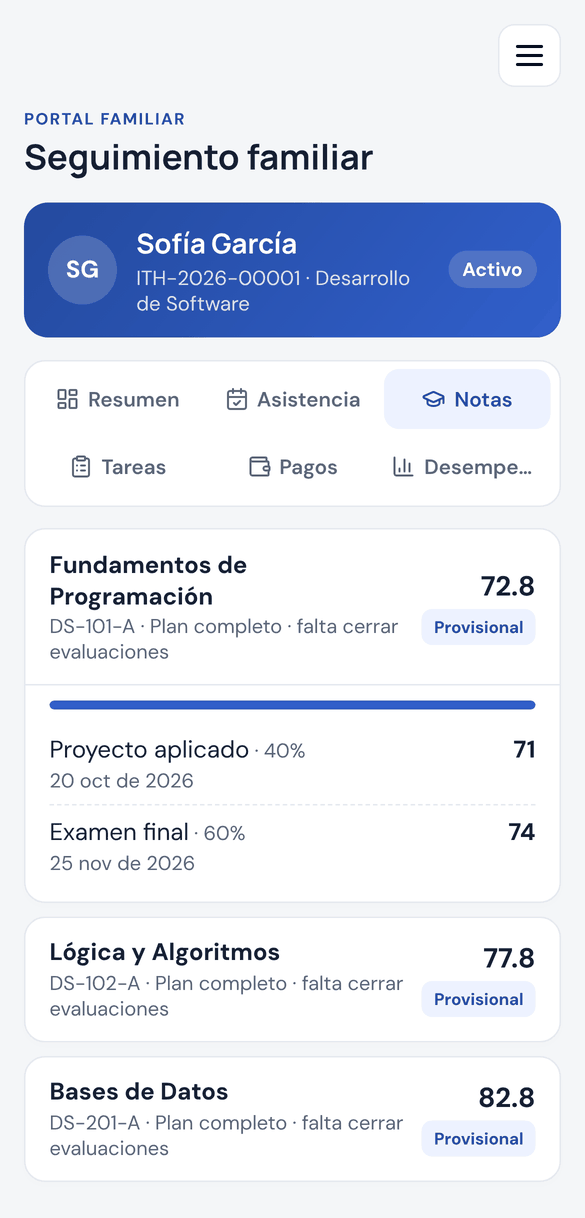 PORTAL FAMILIAR
Seguimiento familiar
SG
Sofía García
ITH-2026-00001 · Desarrollo
de Software
Activo
Resumen
Asistencia
Notas
Tareas
Pagos
Desempe...
Fundamentos de
Programación
DS-101-A · Plan completo · falta cerrar
evaluaciones
72.8
Provisional
Proyecto aplicado · 40%
71
20 oct de 2026
Examen final · 60%
74
25 nov de 2026
Lógica y Algoritmos
DS-102-A · Plan completo · falta cerrar
evaluaciones
77.8
Provisional
Bases de Datos
DS-201-A · Plan completo · falta cerrar
evaluaciones
82.8
Provisional